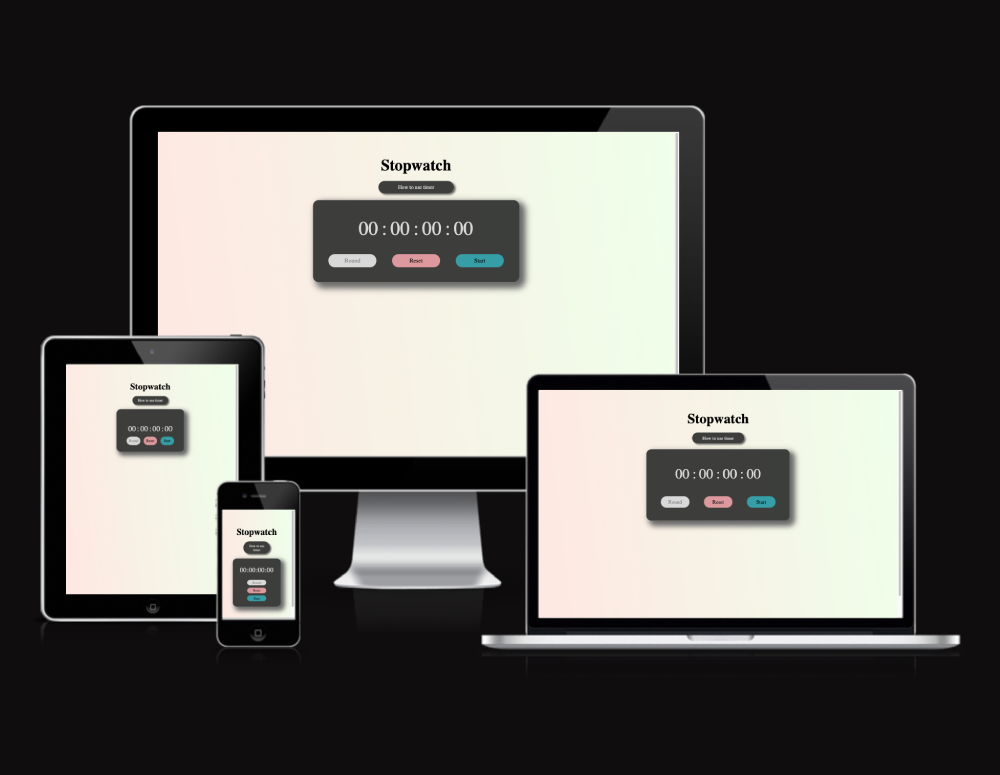 Stopwatch
How to use timer
00 : 00 : 00 : 00
Round Reset Start
Stopwatch
How to use timer
00 : 00 : 00 : 00
Round Reset Start
Stopwatch
How to use timer
00 : 00 : 00 : 00
Round Reset Start
Stopwatch
How to use
timer
00:00:00:00
Round
Reset
Start